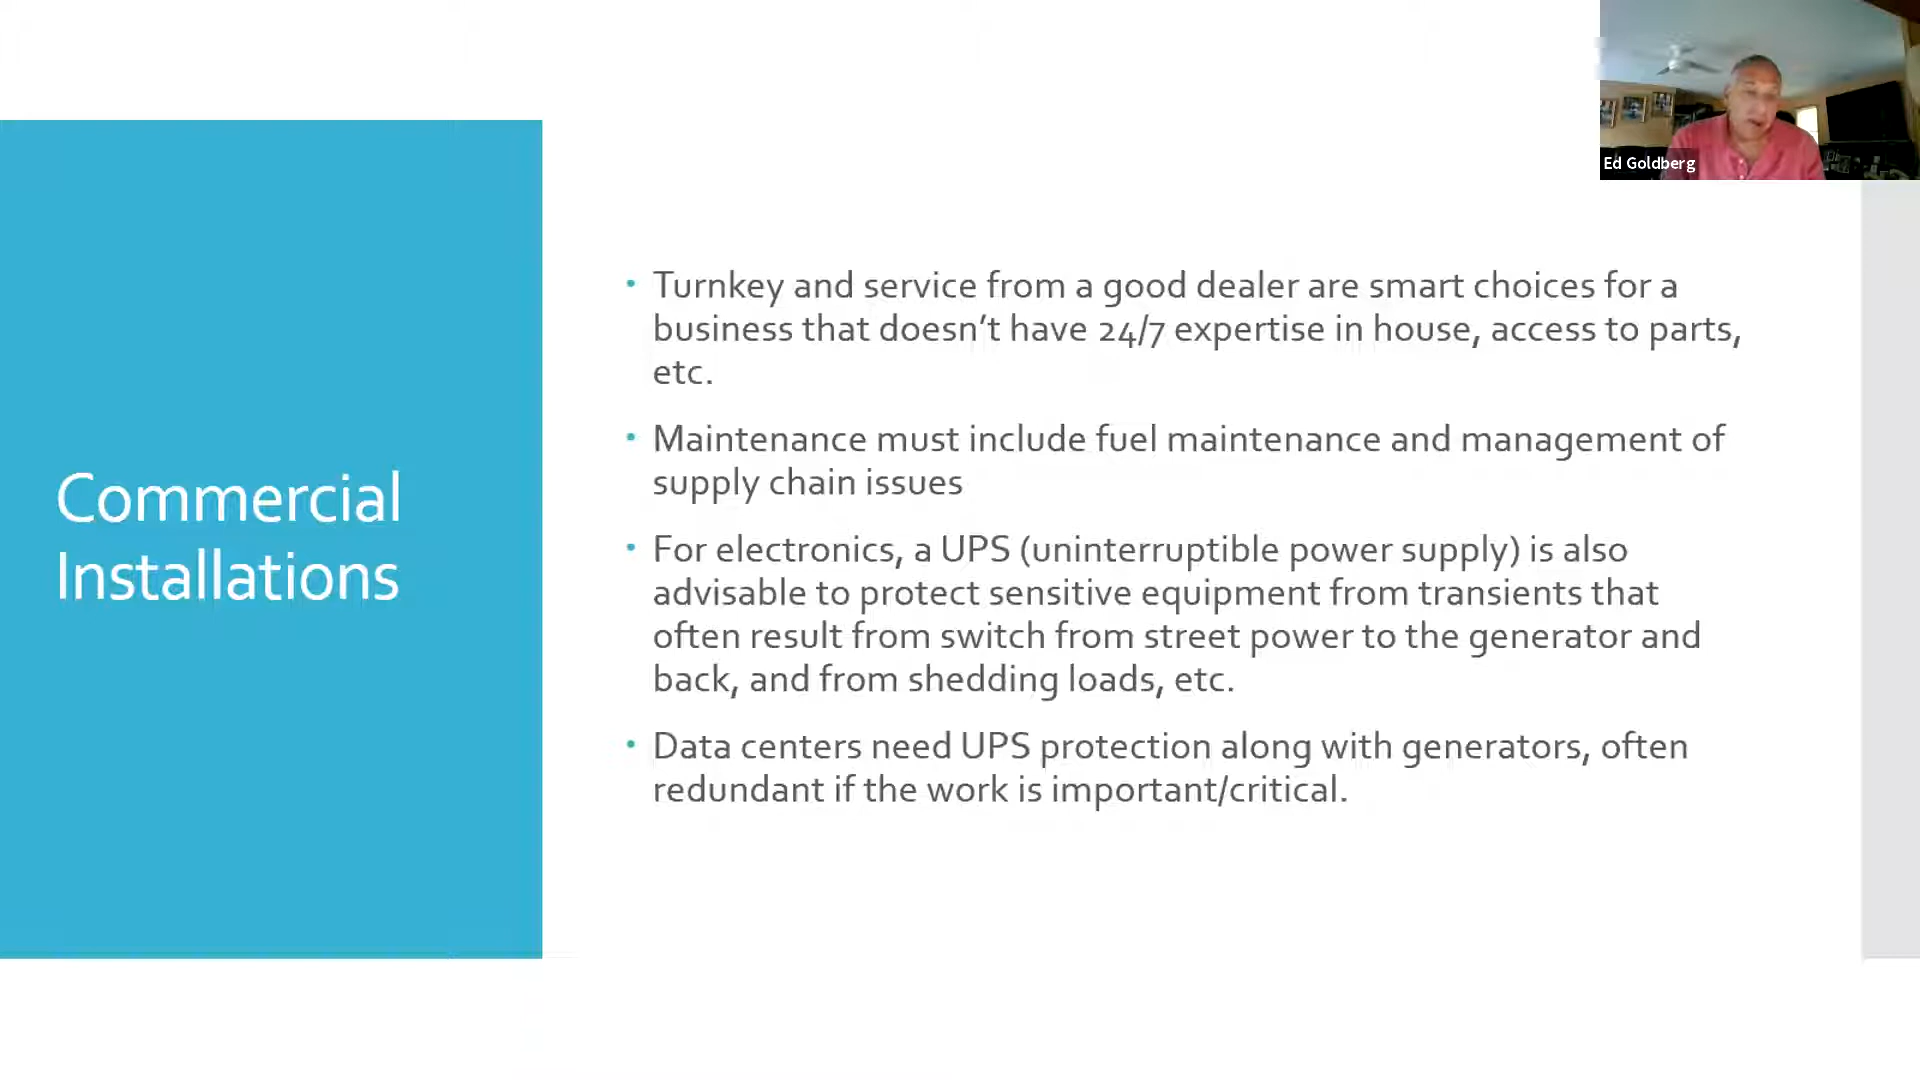 Ed Goldberg
Commercial
Installations
• Turnkey and service from a good dealer are smart choices for a
business that doesn’t have 24/7 expertise in house, access to parts,
etc.
• Maintenance must include fuel maintenance and management of
supply chain issues
• For electronics, a UPS (uninterruptible power supply) is also
advisable to protect sensitive equipment from transients that
often result from switch from street power to the generator and
back, and from shedding loads, etc.
• Data centers need UPS protection along with generators, often
redundant if the work is important/critical.